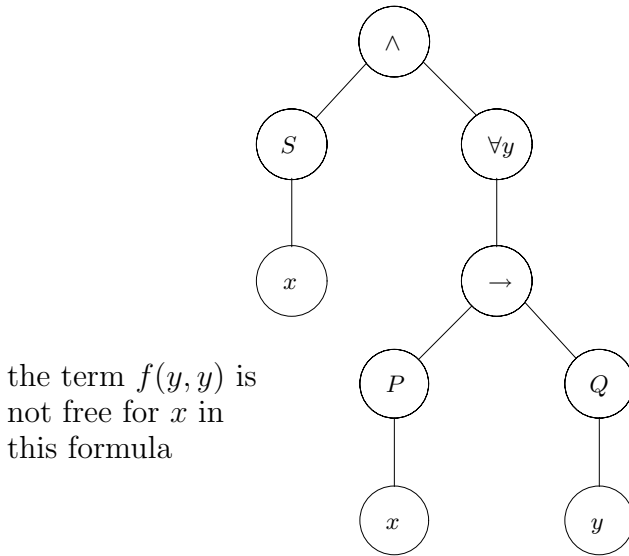 ∧
S
∀y
x
→
the term f(y, y) is
not free for x in
this formula
P
Q
x
y